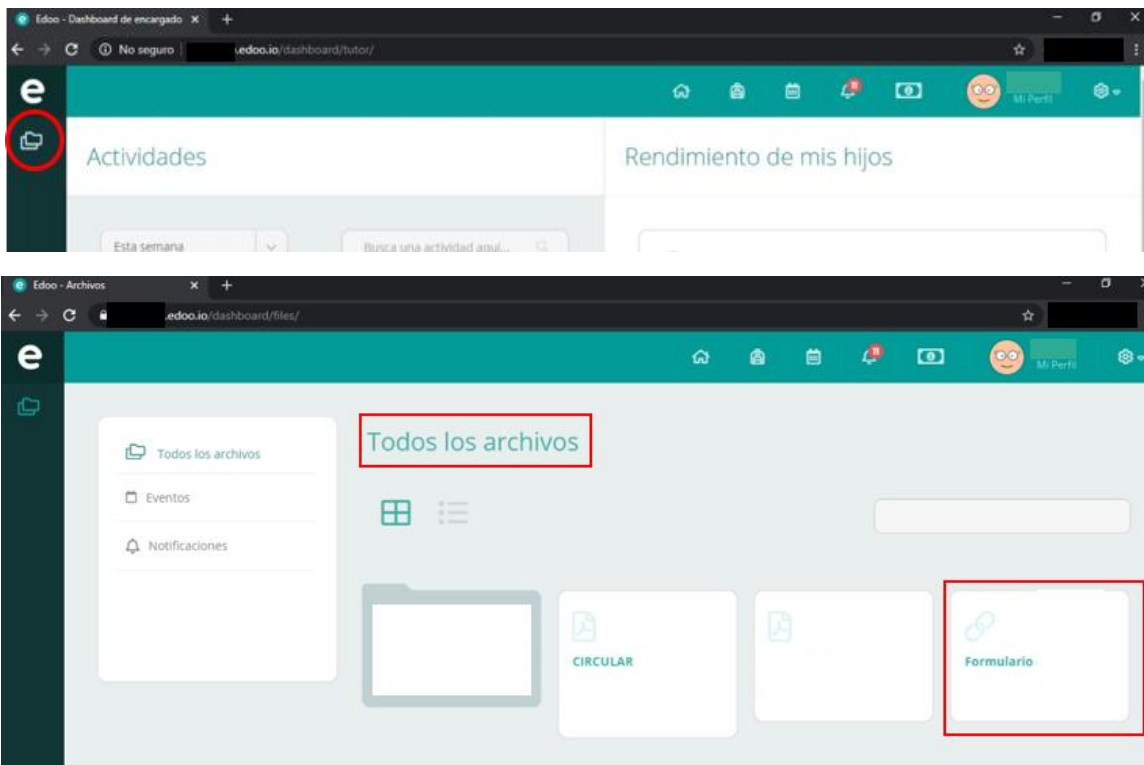 Edoo - Dashboard de encargado
No seguro
.edoo.io/dashboard/tutor/
e
Mi Perfil
Actividades
Rendimiento de mis hijos
Esta semana
Busca una actividad aquí...
Edoo - Archivos
.edoo.io/dashboard/files/
e
11
Mi Perfil
Todos los archivos
Eventos
Notificaciones
Todos los archivos
CIRCULAR
Formulario